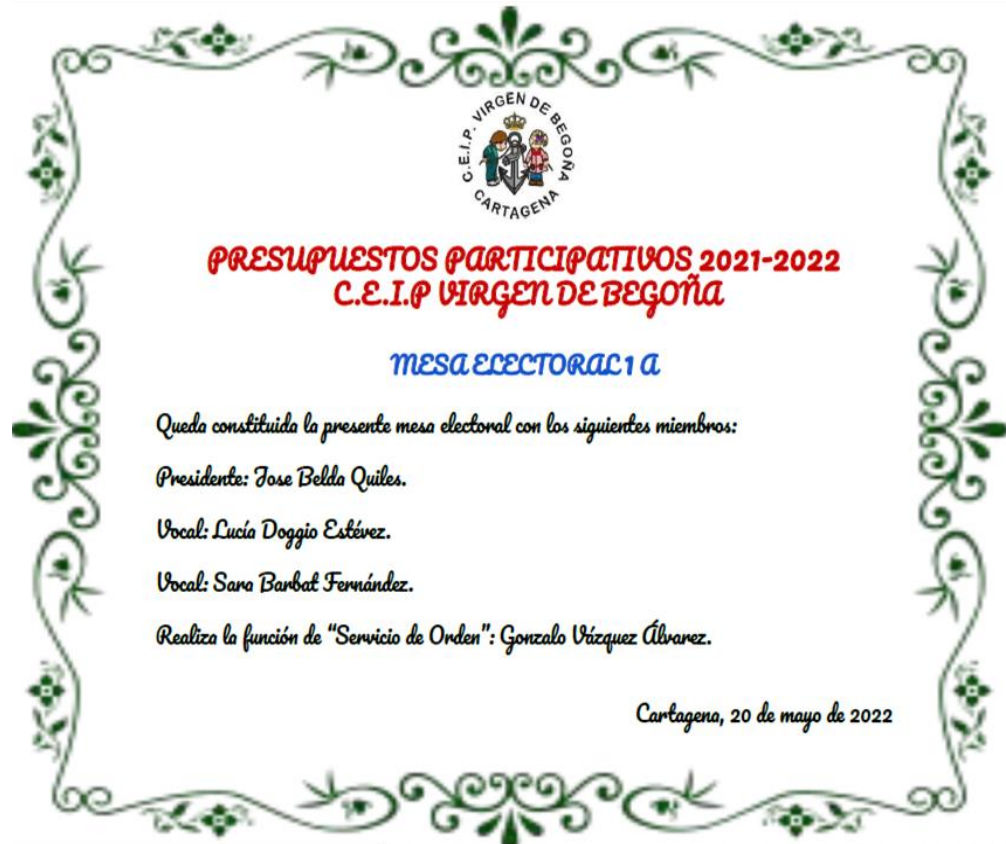 C.E.I.P. VIRGEN DE BEGOÑA
CARTAGENA
PRESUPUESTOS PARTICIPATIVOS 2021-2022
C.E.I.P VIRGEN DE BEGOÑA
MESA ELECTORAL 1 A
Queda constituida la presente mesa electoral con los siguientes miembros:
Presidente: Jose Belda Quiles.
Vocal: Lucía Doggio Estévez.
Vocal: Sara Barbat Fernández.
Realiza la función de “Servicio de Orden”: Gonzalo Vázquez Álvarez.
Cartagena, 20 de mayo de 2022